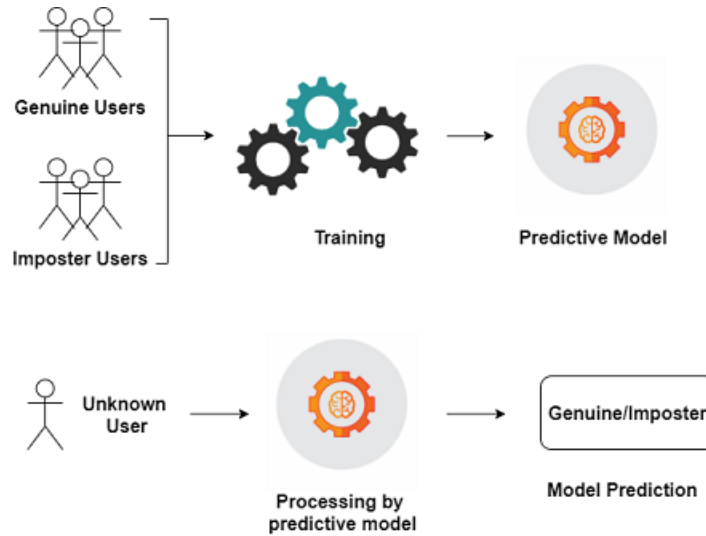 Genuine Users
Imposter Users
Training
Predictive Model
Unknown
User
Processing by
predictive model
Genuine/Imposter
Model Prediction